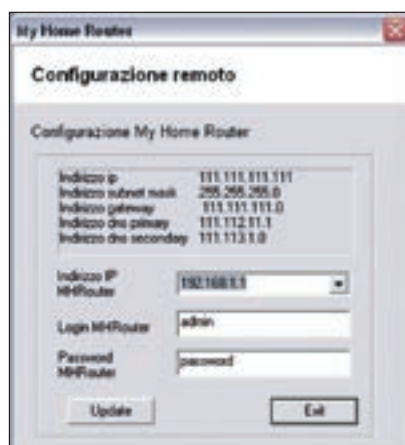 My Home Router
Configurazione remoto
Configurazione My Home Router
Indirizzo ip 111.111.111.111
Indirizzo subnet mask 255.255.255.0
Indirizzo gateway 111.111.111.0
Indirizzo dns primary 111.112.11.1
Indirizzo dns secondary 111.113.1.0
Indirizzo IP
MHRouter
192.168.1.1
Login MHRouter admin
Password
MHRouter
password
Update Exit